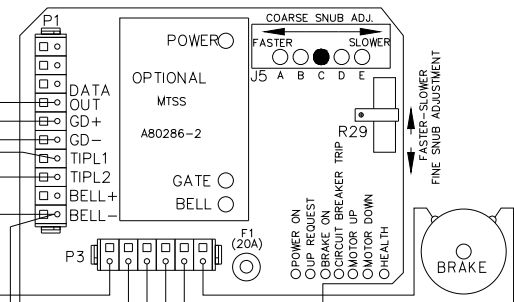 COARSE SNUB ADJ.
FASTER
SLOWER
J5
A B C D E
P1
DATA
OUT
GD+
GD-
TIPL1
TIPL2
BELL+
BELL-
POWER
OPTIONAL
MTSS
A80286-2
GATE
BELL
R29
FASTER-SLOWER
FINE SNUB ADJUSTMENT
P3
F1
(20A)
POWER ON
UP REQUEST
BRAKE ON
CIRCUIT BREAKER TRIP
MOTOR UP
MOTOR DOWN
HEALTH
BRAKE